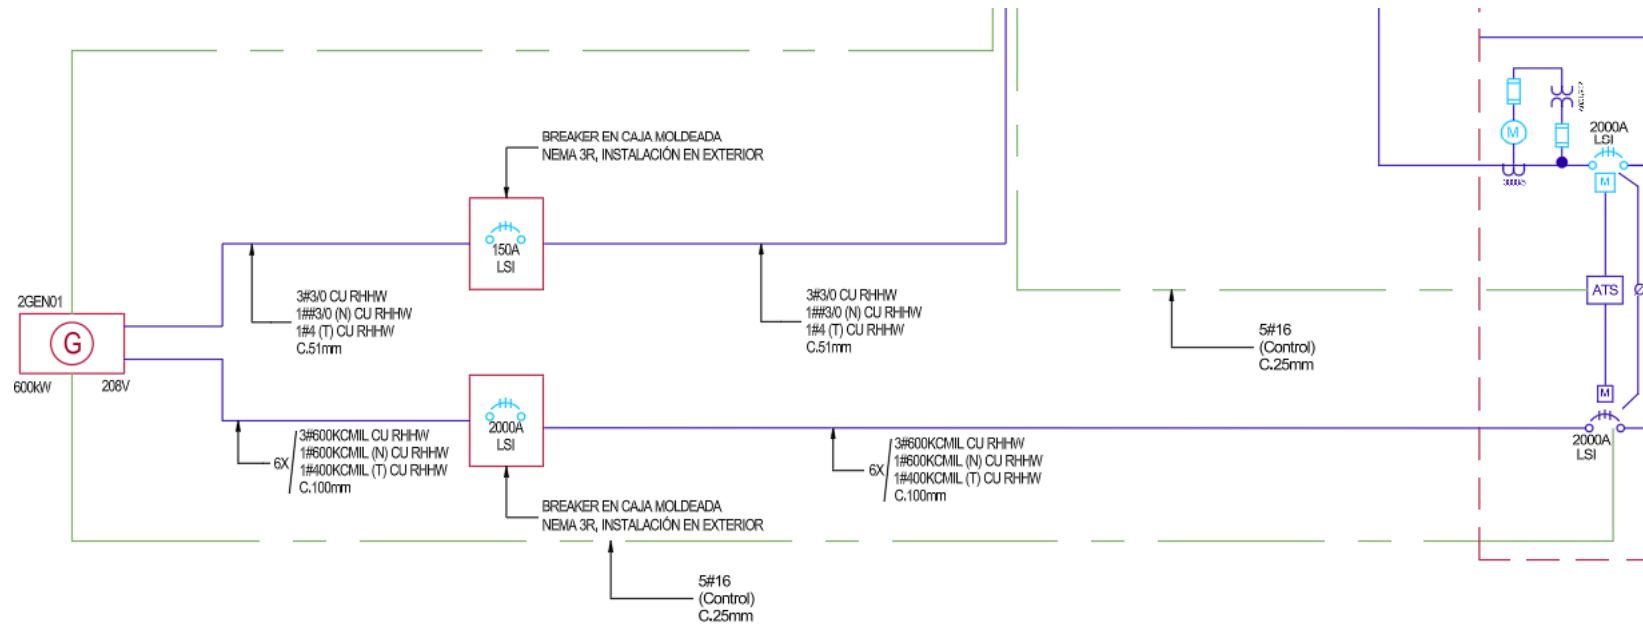 BREAKER EN CAJA MOLDEADA
NEMA 3R, INSTALACIÓN EN EXTERIOR
150A
LSI
3#3/0 CU RHHW
1##3/0 (N) CU RHHW
1#4 (T) CU RHHW
C.51mm
3#3/0 CU RHHW
1##3/0 (N) CU RHHW
1#4 (T) CU RHHW
C.51mm
2GEN01
G
600kW
208V
2000A
LSI
6X
3#600KCMIL CU RHHW
1#600KCMIL (N) CU RHHW
1#400KCMIL (T) CU RHHW
C.100mm
6X
3#600KCMIL CU RHHW
1#600KCMIL (N) CU RHHW
1#400KCMIL (T) CU RHHW
C.100mm
BREAKER EN CAJA MOLDEADA
NEMA 3R, INSTALACIÓN EN EXTERIOR
5#16
(Control)
C.25mm
5#16
(Control)
C.25mm
M
2000A
LSI
M
ATS
M
2000A
LSI